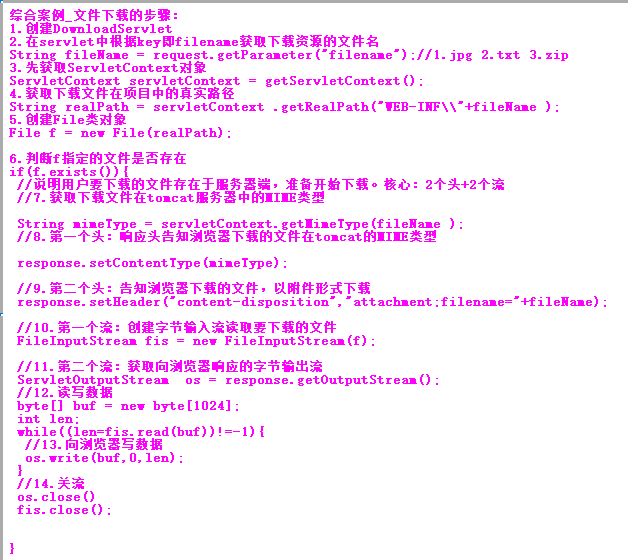 综合案例_文件下载的步骤：
1.创建DownloadServlet
2.在servlet中根据key即filename获取下载资源的文件名
String fileName = request.getParameter("filename");//1.jpg 2.txt 3.zip
3.先获取ServletContext对象
ServletContext servletContext = getServletContext();
4.获取下载文件在项目中的真实路径
String realPath = servletContext .getRealPath("WEB-INF\\"+fileName );
5.创建File类对象
File f = new File(realPath);
6.判断f指定的文件是否存在
if(f.exists()){
//说明用户要下载的文件存在于服务器端，准备开始下载。核心：2个头+2个流
//7.获取下载文件在tomcat服务器中的MIME类型
String mimeType = servletContext.getMimeType(fileName );
//8.第一个头：响应头告知浏览器下载的文件在tomcat的MIME类型
response.setContentType(mimeType);
//9.第二个头：告知浏览器下载的文件，以附件形式下载
response.setHeader("content-disposition","attachment;filename="+fileName);
//10.第一个流：创建字节输入流读取要下载的文件
FileInputStream fis = new FileInputStream(f);
//11.第二个流：获取向浏览器响应的字节输出流
ServletOutputStream  os = response.getOutputStream();
//12.读写数据
byte[] buf = new byte[1024];
int len;
while((len=fis.read(buf))!=-1){
//13.向浏览器写数据
os.write(buf,0,len);
}
//14.关流
os.close()
fis.close();
}